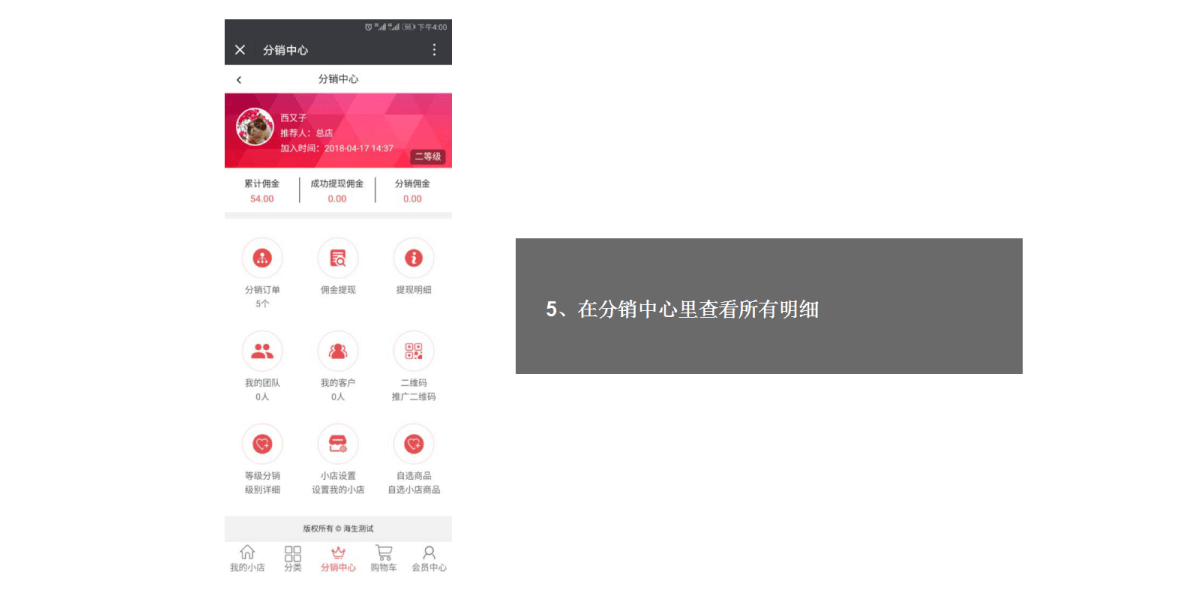 下午4:00
分销中心
分销中心
西又子
推荐人：总店
加入时间：2018-04-17 14:37
二等级
累计佣金 成功提现佣金 分销佣金
54.00 0.00 0.00
分销订单 佣金提现 提现明细
5个
我的团队 我的客户 二维码
0人 0人 推广二维码
等级分销 小店设置 自选商品
级别详细 设置我的小店 自选小店商品
版权所有 © 海生测试
我的小店 分类 分销中心 购物车 会员中心
5、在分销中心里查看所有明细